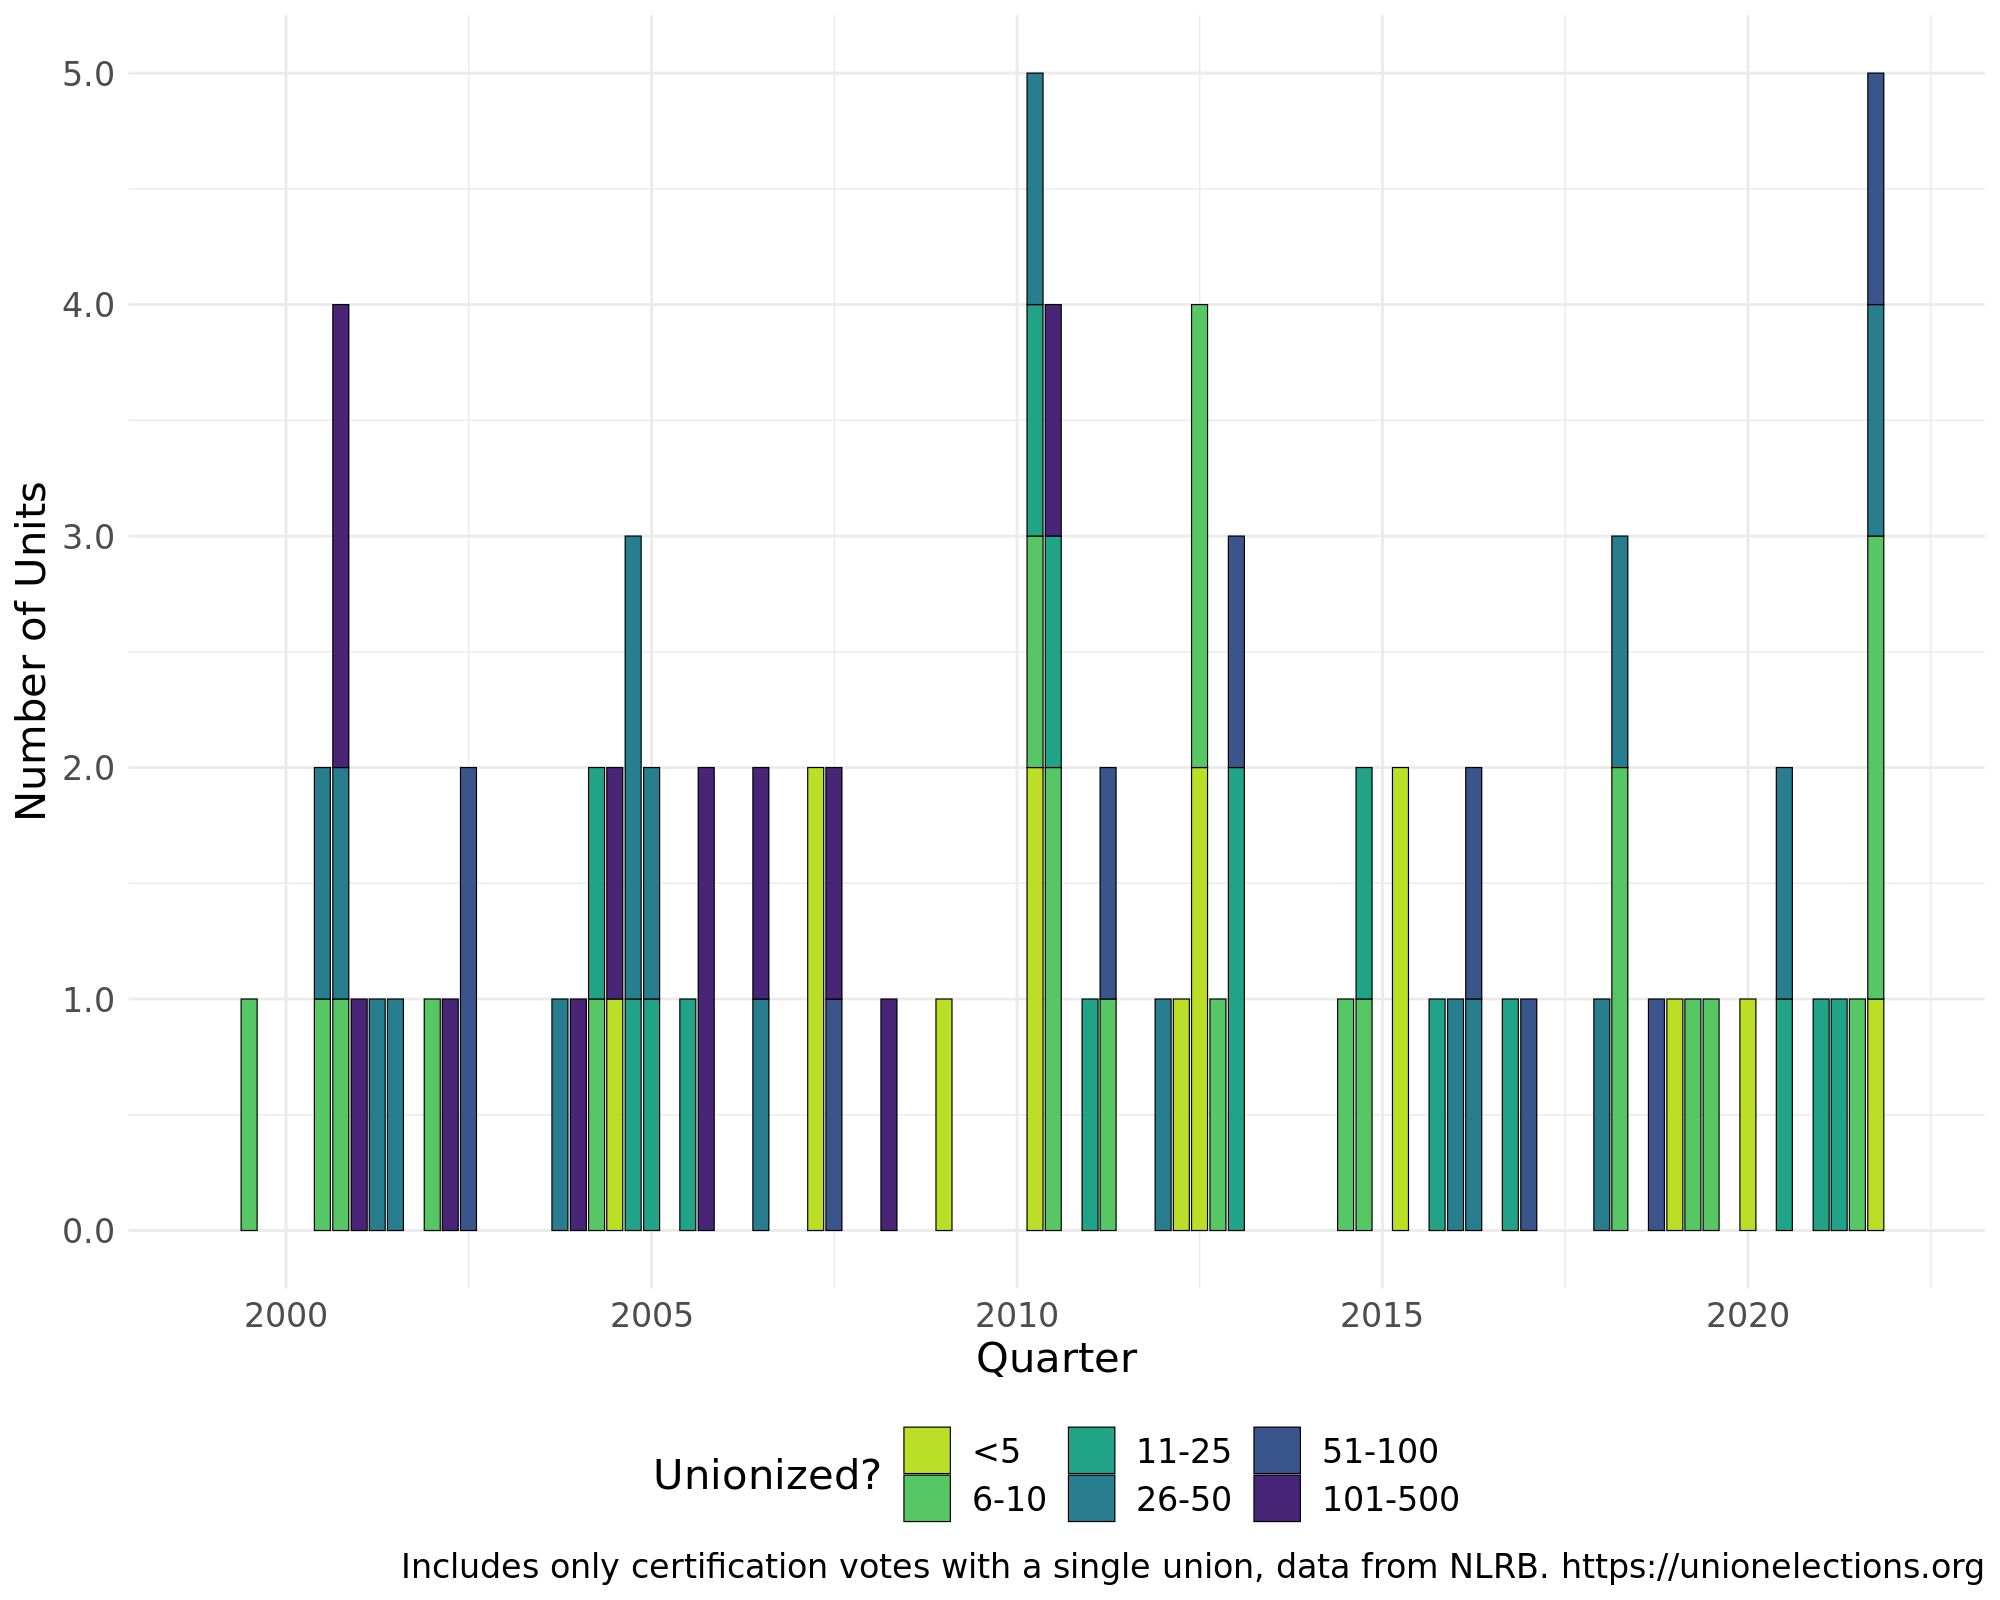 5.0
4.0
3.0
2.0
1.0
0.0
Number of Units
2000 2005 2010 2015 2020
Quarter
Unionized?
<5 11-25 51-100
6-10 26-50 101-500
Includes only certification votes with a single union, data from NLRB. https://unionelections.org